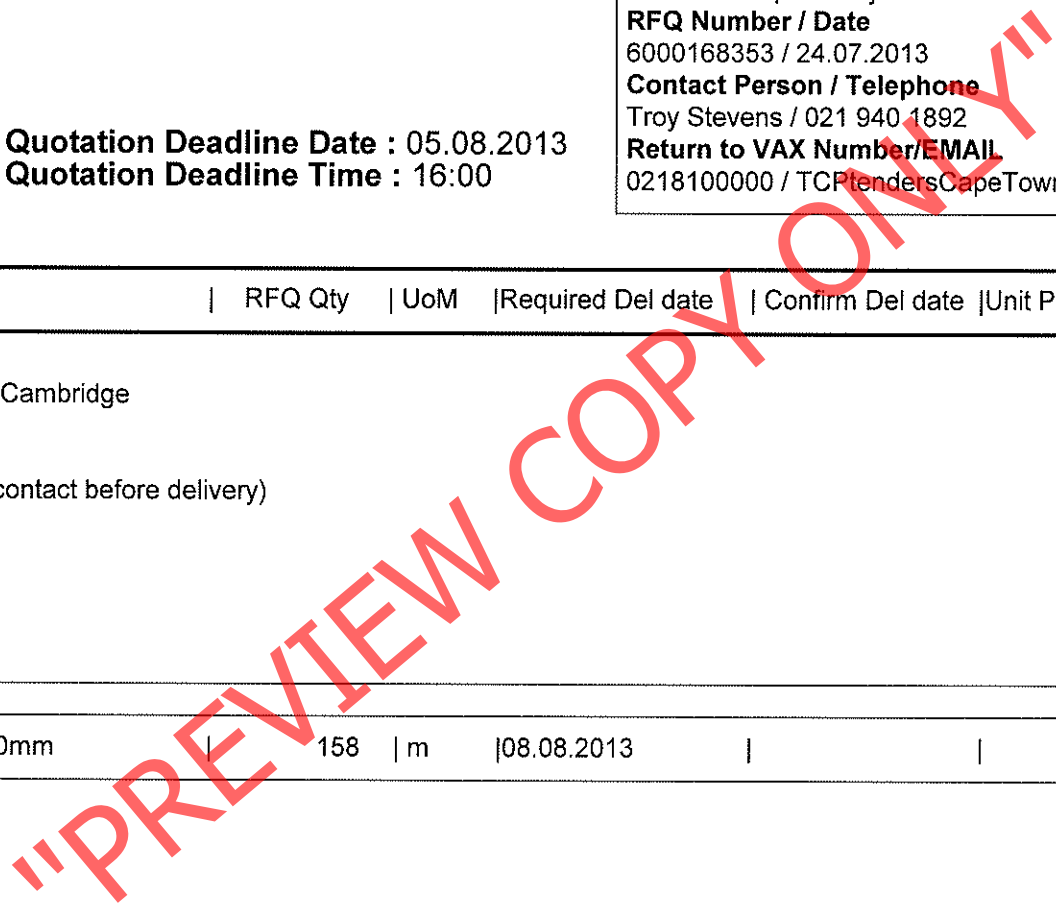 RFQ Number / Date
6000168353 / 24.07.2013
Contact Person / Telephone
Troy Stevens / 021 940 1892
Return to VAX Number/EMAIL
0218100000 / TCPtendersCapeTown
Quotation Deadline Date : 05.08.2013
Quotation Deadline Time : 16:00
| RFQ Qty | UoM |Required Del date | Confirm Del date |Unit P
Cambridge
contact before delivery)
0mm | 158 | m |08.08.2013 | |
"PREVIEW COPY ONLY"